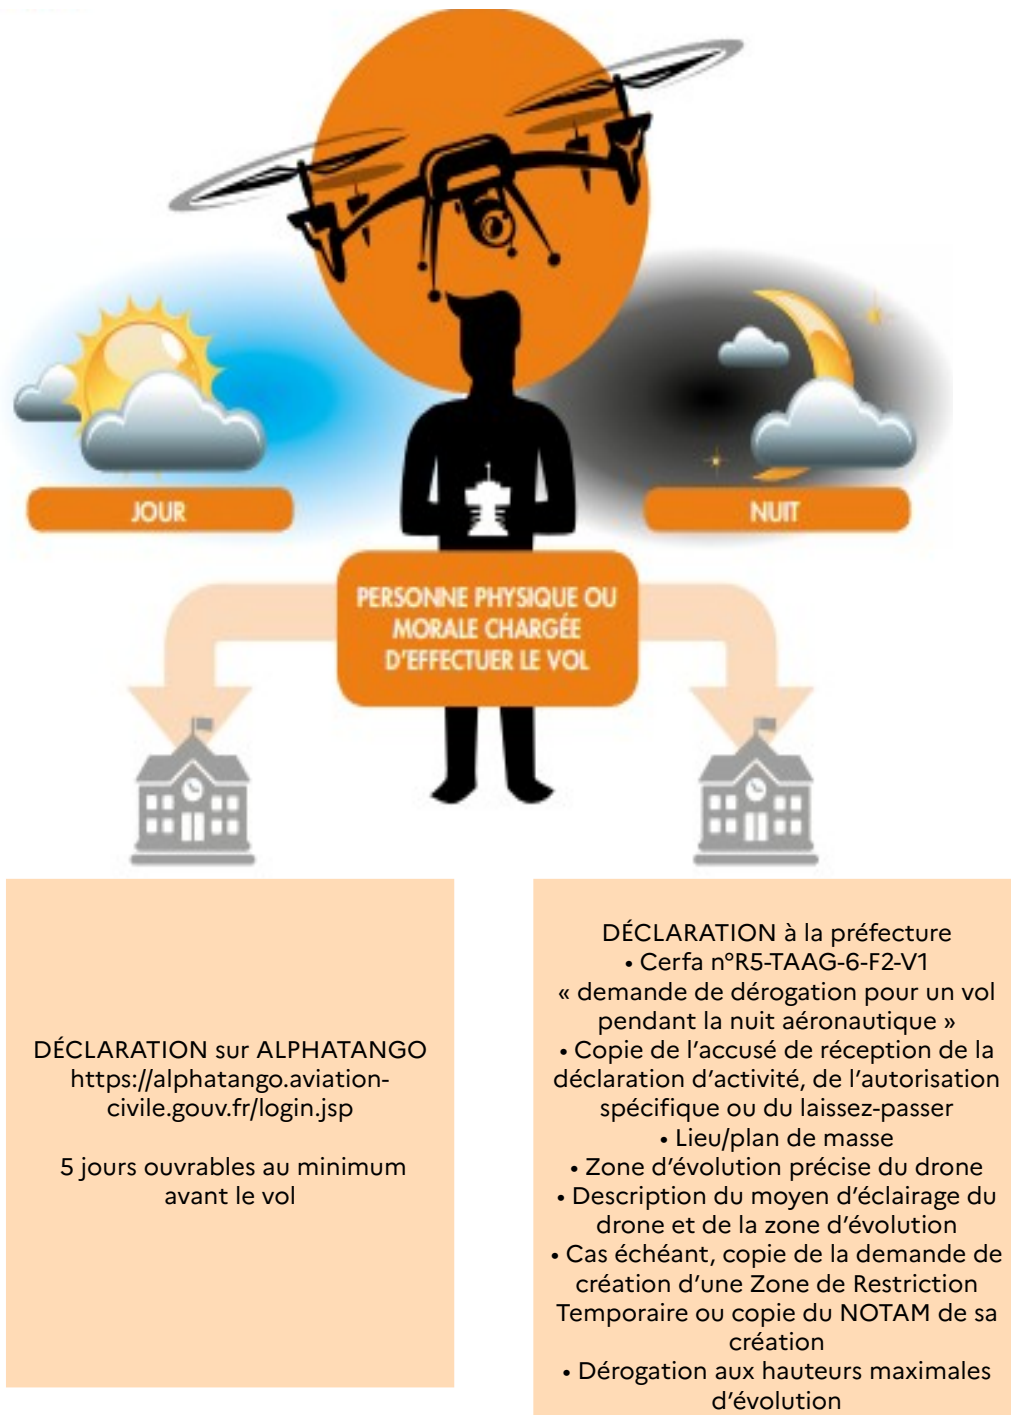 JOUR
NUIT
PERSONNE PHYSIQUE OU
MORALE CHARGÉE
D'EFFECTUER LE VOL
DÉCLARATION sur ALPHATANGO
https://alphatango.aviation-
civile.gouv.fr/login.jsp
5 jours ouvrables au minimum
avant le vol
DÉCLARATION à la préfecture
• Cerfa n°R5-TAAG-6-F2-V1
« demande de dérogation pour un vol
pendant la nuit aéronautique »
• Copie de l’accusé de réception de la
déclaration d’activité, de l’autorisation
spécifique ou du laissez-passer
• Lieu/plan de masse
• Zone d’évolution précise du drone
• Description du moyen d’éclairage du
drone et de la zone d’évolution
• Cas échéant, copie de la demande de
création d’une Zone de Restriction
Temporaire ou copie du NOTAM de sa
création
• Dérogation aux hauteurs maximales
d’évolution